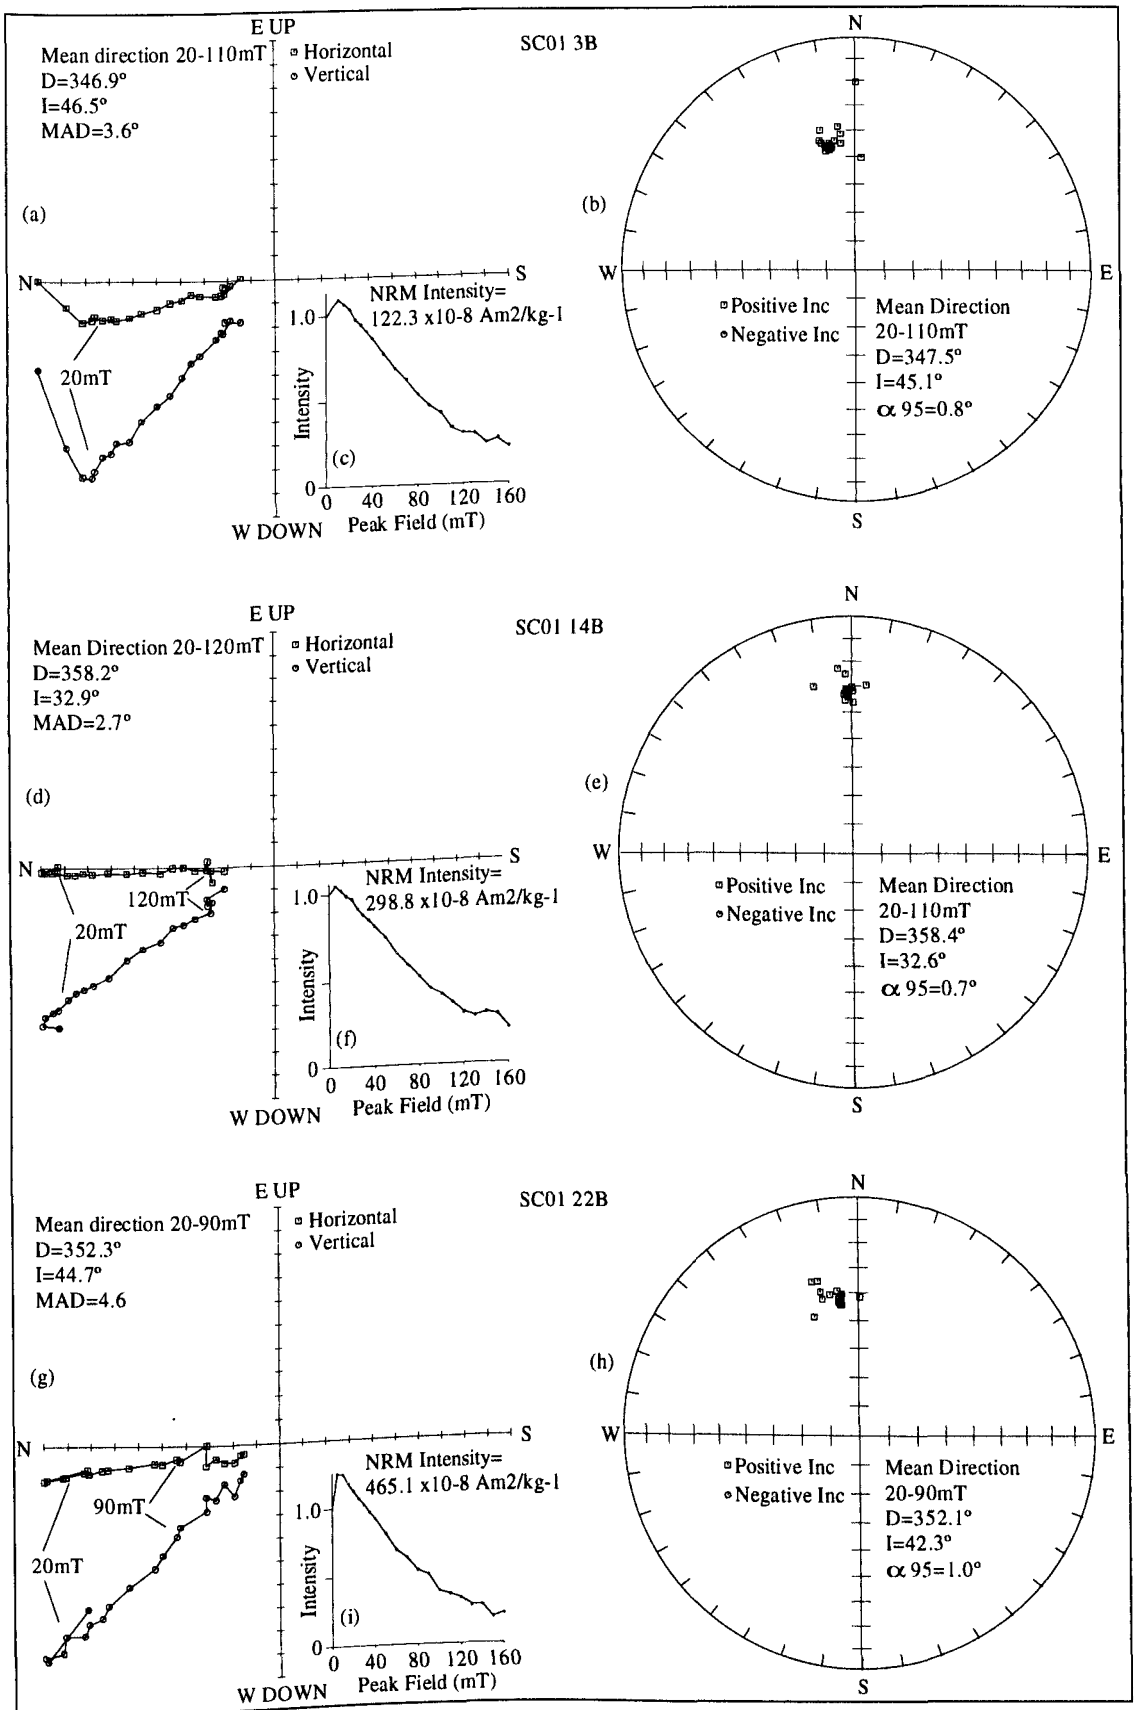 E UP
SC01 3B
N
Mean direction 20-110mT
D=346.9°
I=46.5°
MAD=3.6°
Horizontal
Vertical
(a)
(b)
N
S
W
E
NRM Intensity=
122.3 x10-8 Am2/kg-1
Positive Inc
Negative Inc
Mean Direction
20-110mT
D=347.5°
I=45.1°
α 95=0.8°
20mT
1.0
Intensity
(c)
0
0 40 80 120 160
Peak Field (mT)
W DOWN
S
E UP
SC01 14B
N
Mean Direction 20-120mT
D=358.2°
I=32.9°
MAD=2.7°
Horizontal
Vertical
(d)
(e)
N
S
W
E
120mT
20mT
NRM Intensity=
298.8 x10-8 Am2/kg-1
Positive Inc
Negative Inc
Mean Direction
20-110mT
D=358.4°
I=32.6°
α 95=0.7°
1.0
Intensity
(f)
0
0 40 80 120 160
Peak Field (mT)
W DOWN
S
E UP
SC01 22B
N
Mean direction 20-90mT
D=352.3°
I=44.7°
MAD=4.6
Horizontal
Vertical
(g)
(h)
N
S
W
E
90mT
20mT
NRM Intensity=
465.1 x10-8 Am2/kg-1
Positive Inc
Negative Inc
Mean Direction
20-90mT
D=352.1°
I=42.3°
α 95=1.0°
1.0
Intensity
(i)
0
0 40 80 120 160
Peak Field (mT)
W DOWN
S